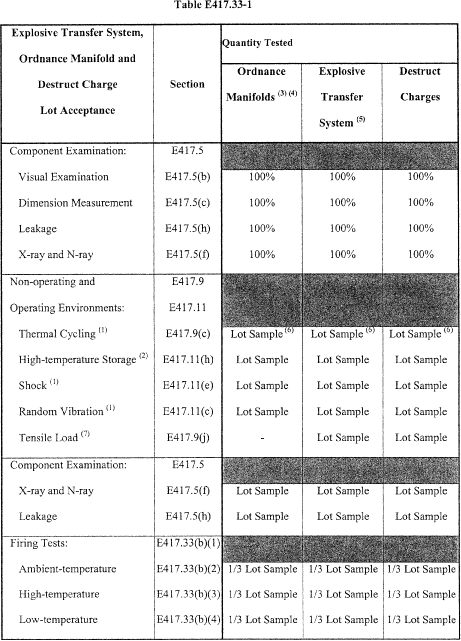 Table E417.33-1
Explosive Transfer System,
Ordnance Manifold and
Destruct Charge
Lot Acceptance
Section
Quantity Tested
Ordnance
Manifolds (3) (4)
Explosive
Transfer
System (5)
Destruct
Charges
Component Examination: E417.5
Visual Examination E417.5(b) 100% 100% 100%
Dimension Measurement E417.5(c) 100% 100% 100%
Leakage E417.5(h) 100% 100% 100%
X-ray and N-ray E417.5(f) 100% 100% 100%
Non-operating and E417.9
Operating Environments: E417.11
Thermal Cycling (1) E417.9(c) Lot Sample (6) Lot Sample (6) Lot Sample (6)
High-temperature Storage (2) E417.11(h) Lot Sample Lot Sample Lot Sample
Shock (1) E417.11(e) Lot Sample Lot Sample Lot Sample
Random Vibration (1) E417.11(c) Lot Sample Lot Sample Lot Sample
Tensile Load (7) E417.9(j) - Lot Sample Lot Sample
Component Examination: E417.5
X-ray and N-ray E417.5(f) Lot Sample Lot Sample Lot Sample
Leakage E417.5(h) Lot Sample Lot Sample Lot Sample
Firing Tests: E417.33(b)(1)
Ambient-temperature E417.33(b)(2) 1/3 Lot Sample 1/3 Lot Sample 1/3 Lot Sample
High-temperature E417.33(b)(3) 1/3 Lot Sample 1/3 Lot Sample 1/3 Lot Sample
Low-temperature E417.33(b)(4) 1/3 Lot Sample 1/3 Lot Sample 1/3 Lot Sample